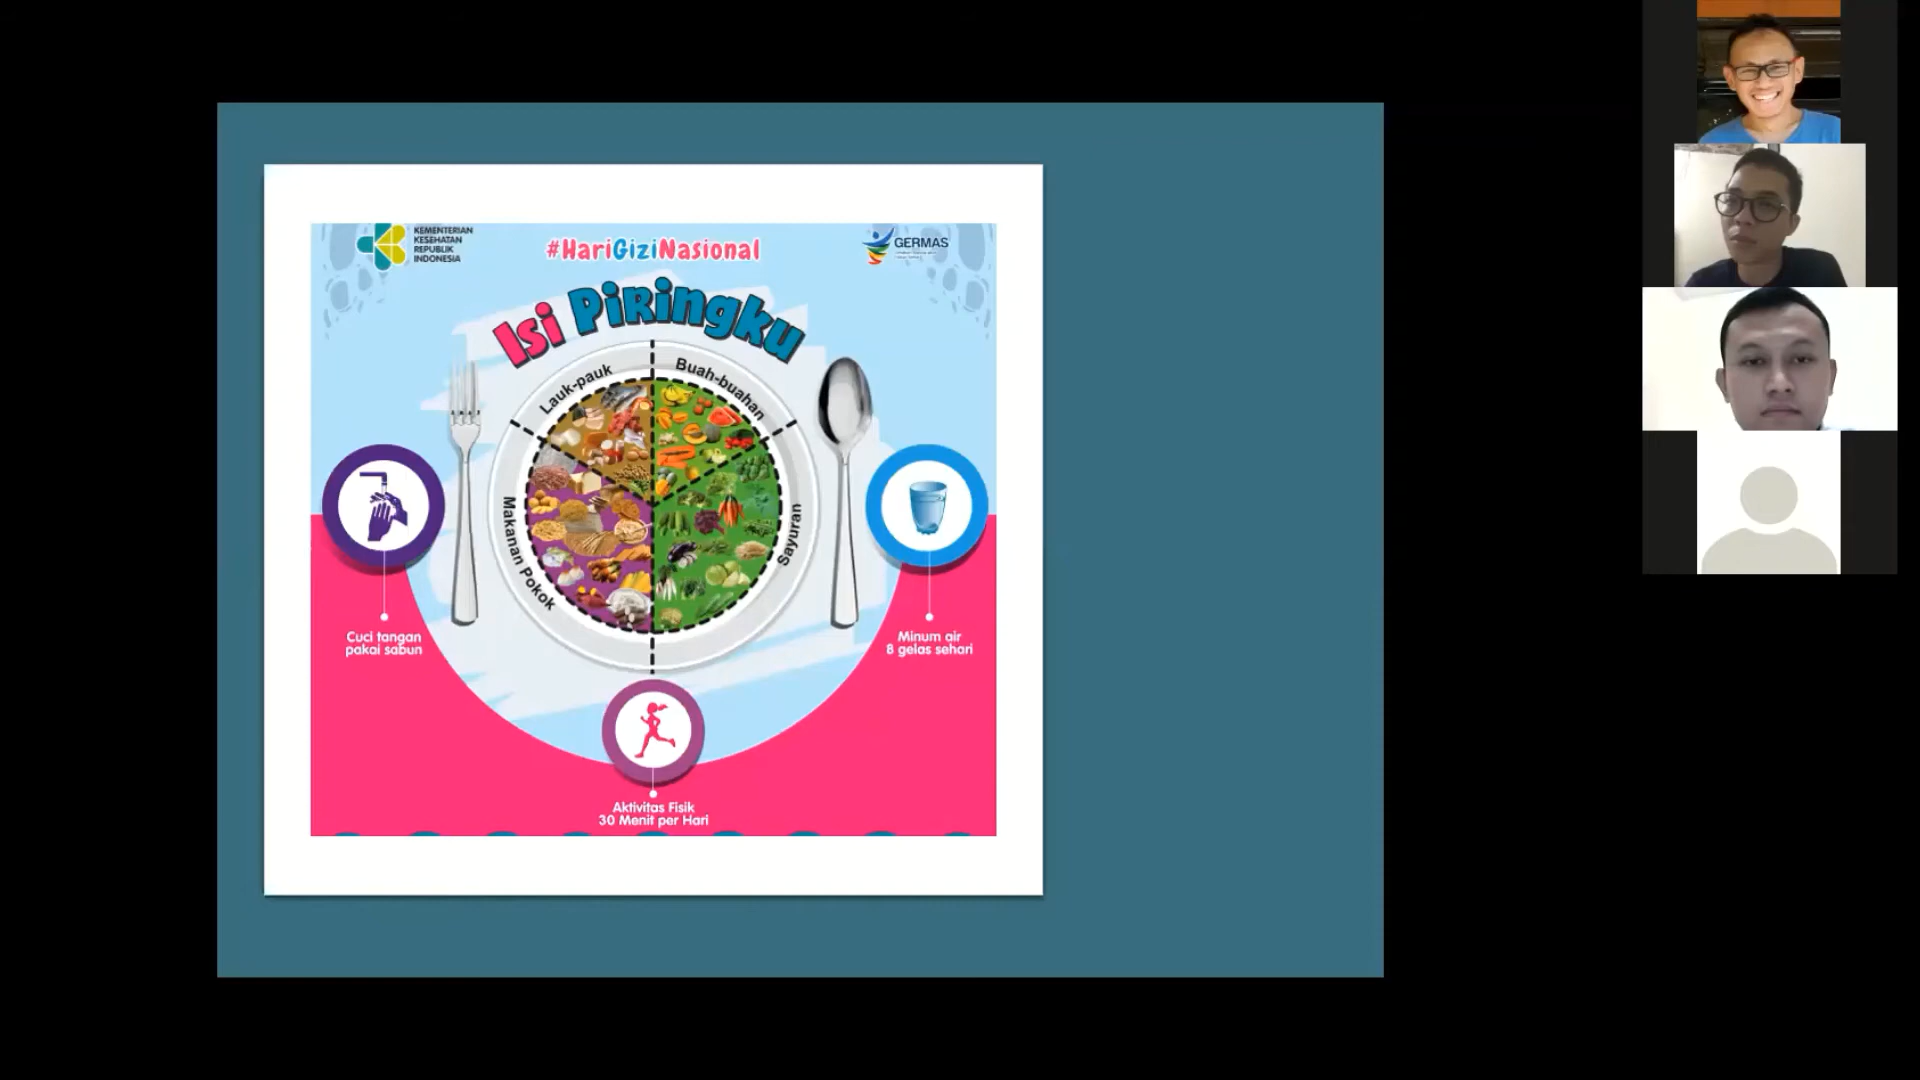 KEMENTERIAN
KESEHATAN
REPUBLIK
INDONESIA
#HariGiziNasional
GERMAS
Isi Piringku
Lauk-pauk
Buah-buahan
Makanan Pokok
Sayuran
Cuci tangan
pakai sabun
Minum air
8 gelas sehari
Aktivitas Fisik
30 Menit per Hari